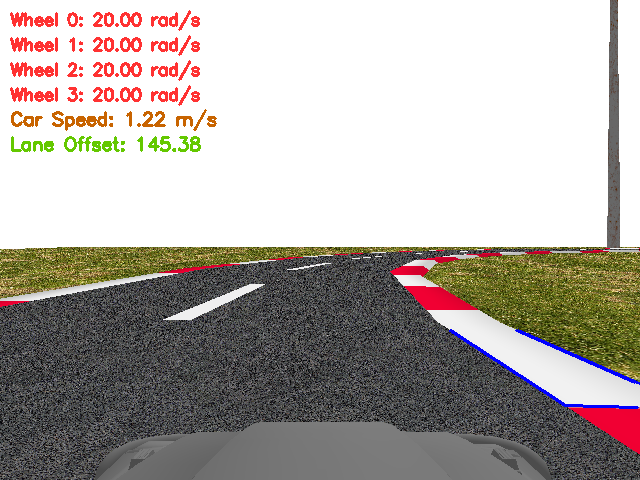 Wheel 0: 20.00 rad/s
Wheel 1: 20.00 rad/s
Wheel 2: 20.00 rad/s
Wheel 3: 20.00 rad/s
Car Speed: 1.22 m/s
Lane Offset: 145.38